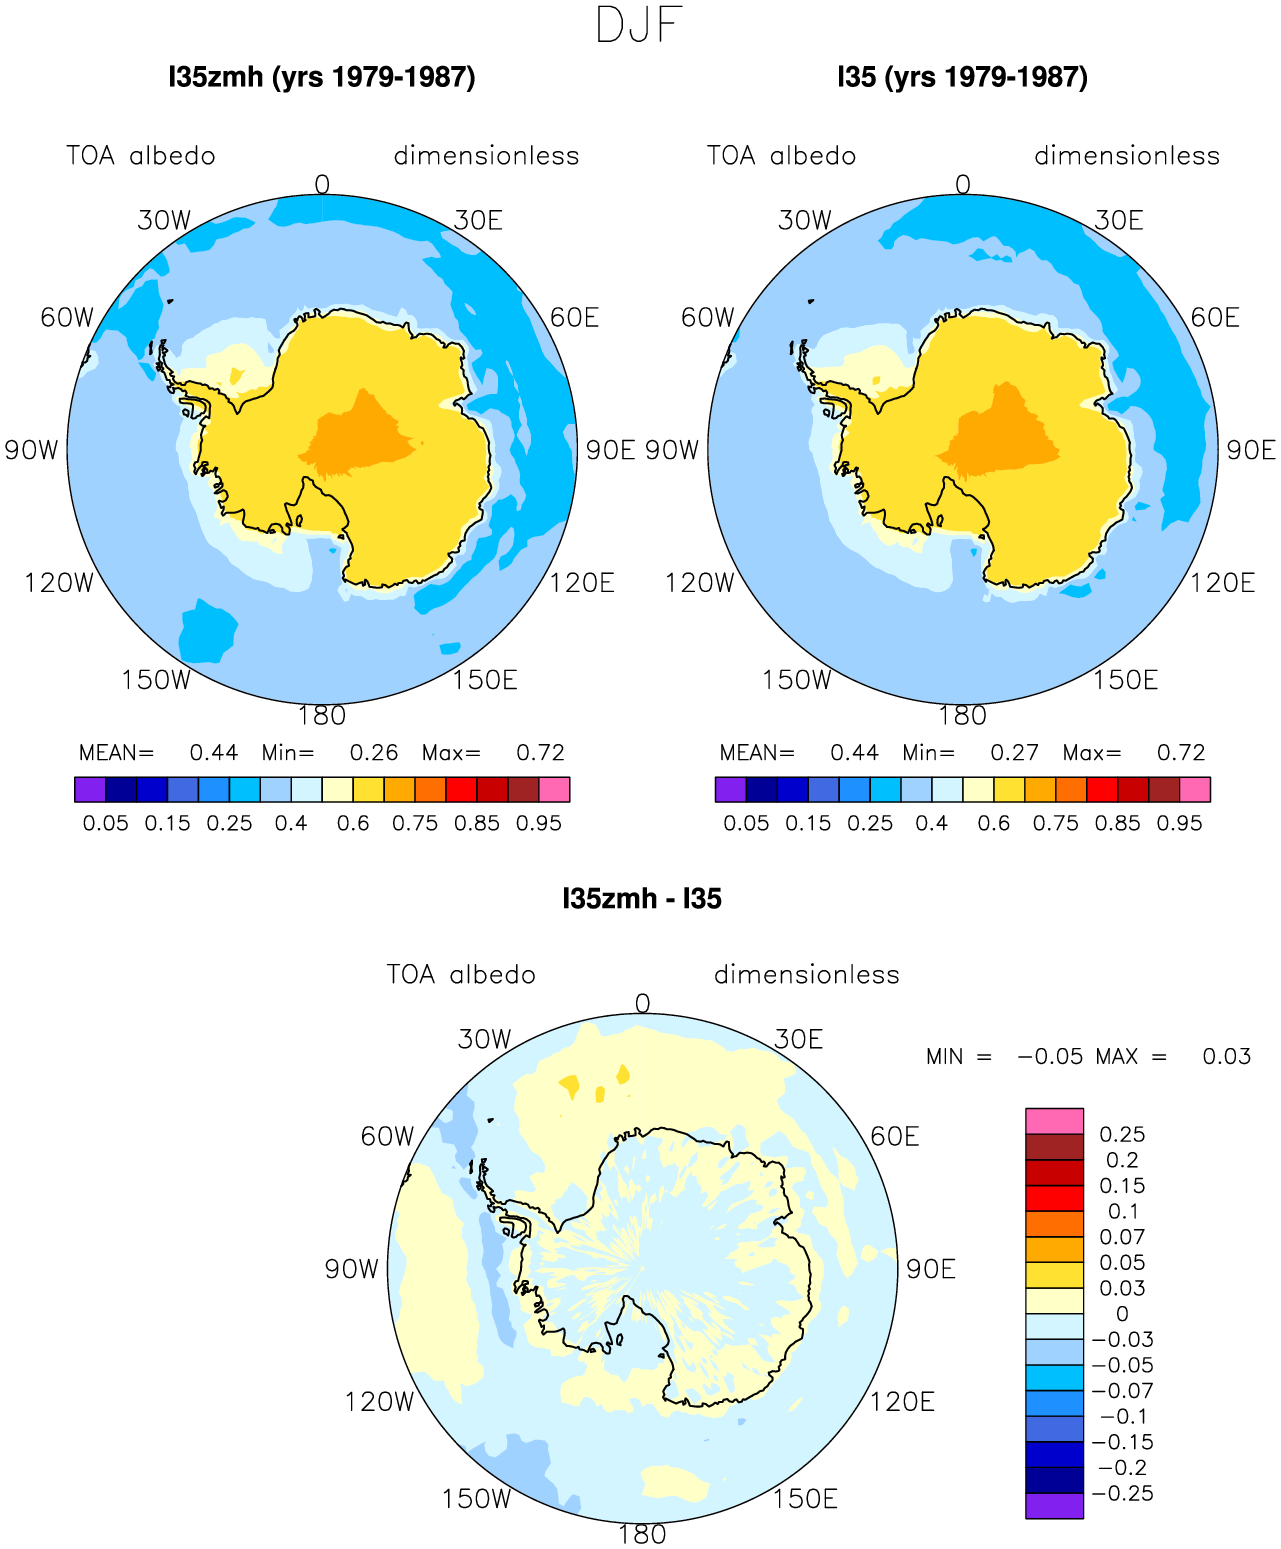 DJF
I35zmh (yrs 1979-1987)
I35 (yrs 1979-1987)
TOA albedo dimensionless
TOA albedo dimensionless
0
30W 30E
60W 60E
90W 90E
120W 120E
150W 150E
180
0
30W 30E
60W 60E
90W 90E
120W 120E
150W 150E
180
MEAN= 0.44 Min= 0.26 Max= 0.72
0.05 0.15 0.25 0.4 0.6 0.75 0.85 0.95
MEAN= 0.44 Min= 0.27 Max= 0.72
0.05 0.15 0.25 0.4 0.6 0.75 0.85 0.95
I35zmh - I35
TOA albedo dimensionless
0
30W 30E
60W 60E
90W 90E
120W 120E
150W 150E
180
MIN = −0.05 MAX = 0.03
0.25
0.2
0.15
0.1
0.07
0.05
0.03
0
−0.03
−0.05
−0.07
−0.1
−0.15
−0.2
−0.25